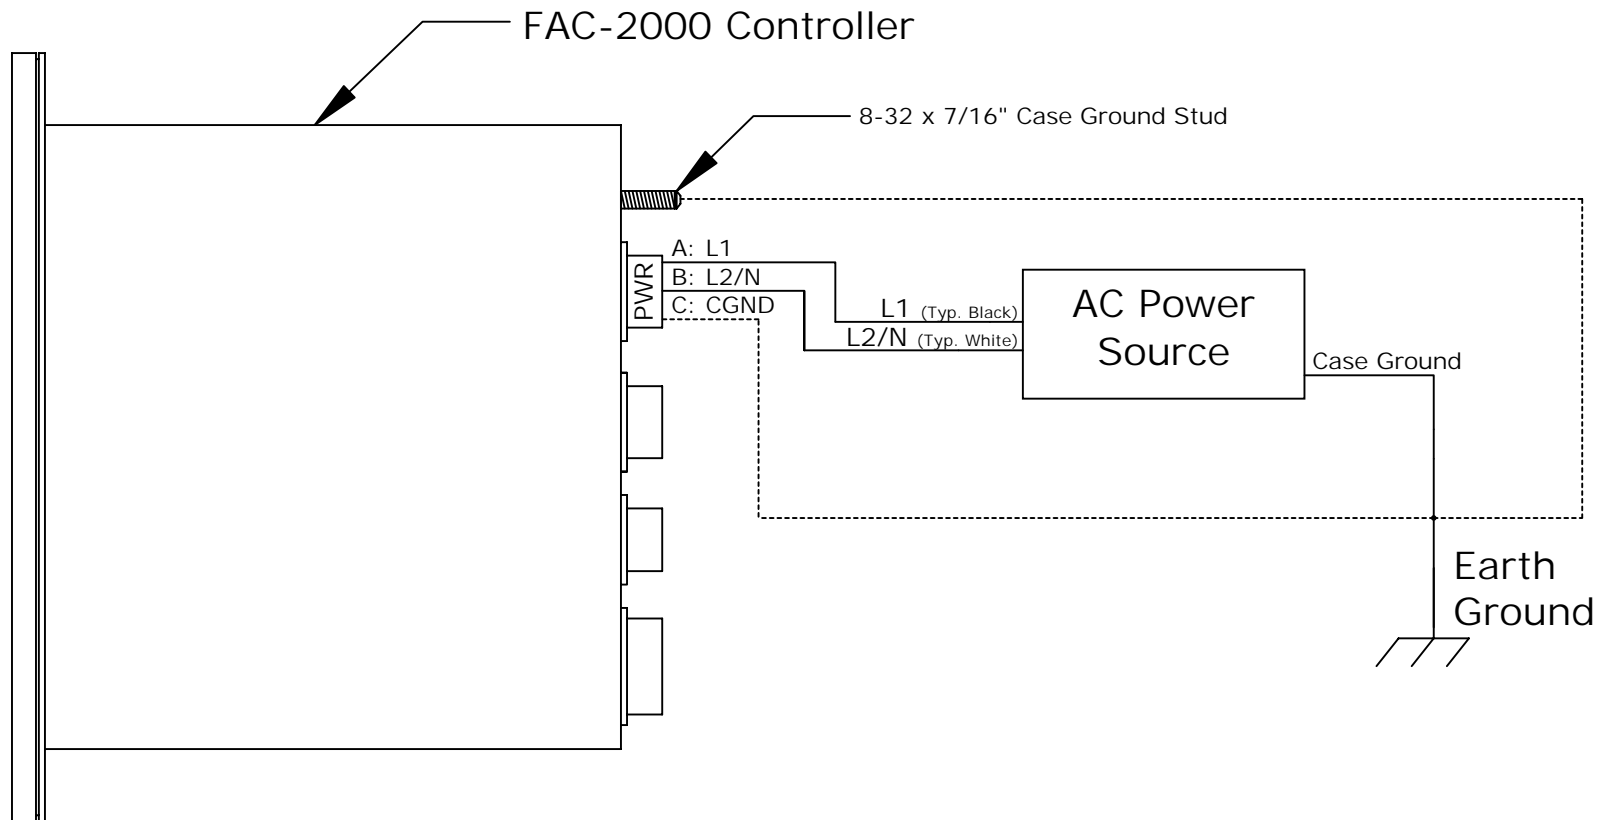 FAC-2000 Controller
8-32 x 7/16" Case Ground Stud
PWR
A: L1
B: L2/N
C: CGND
L1 (Typ. Black)
L2/N (Typ. White)
AC Power
Source
Case Ground
Earth
Ground